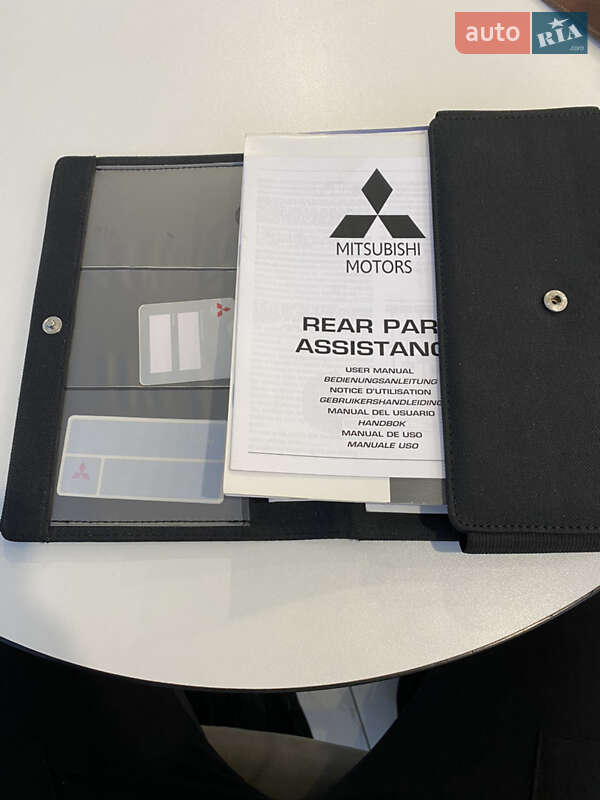 auto RIA .com
MITSUBISHI
MOTORS
REAR PAR
ASSISTANC
USER MANUAL
BEDIENUNGSANLEITUNG
NOTICE D'UTILISATION
GEBRUIKERSHANDLEIDING
MANUAL DEL USUARIO
HANDBOK
MANUAL DE USO
MANUALE USO